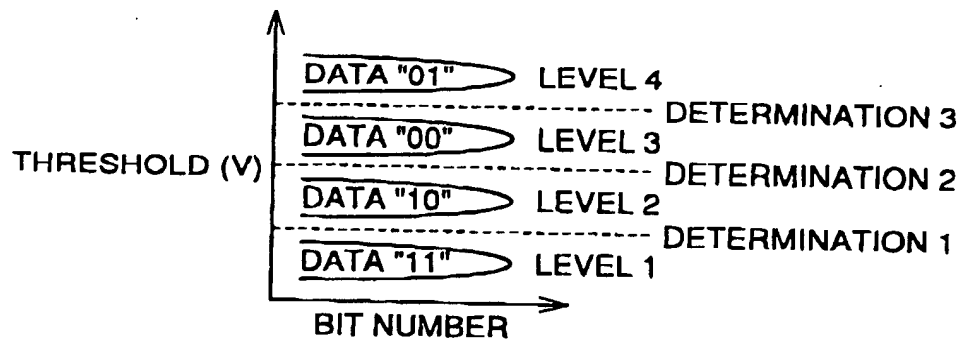 DATA "01" LEVEL 4
DETERMINATION 3
DATA "00" LEVEL 3
THRESHOLD (V)
DETERMINATION 2
DATA "10" LEVEL 2
DETERMINATION 1
DATA "11" LEVEL 1
BIT NUMBER